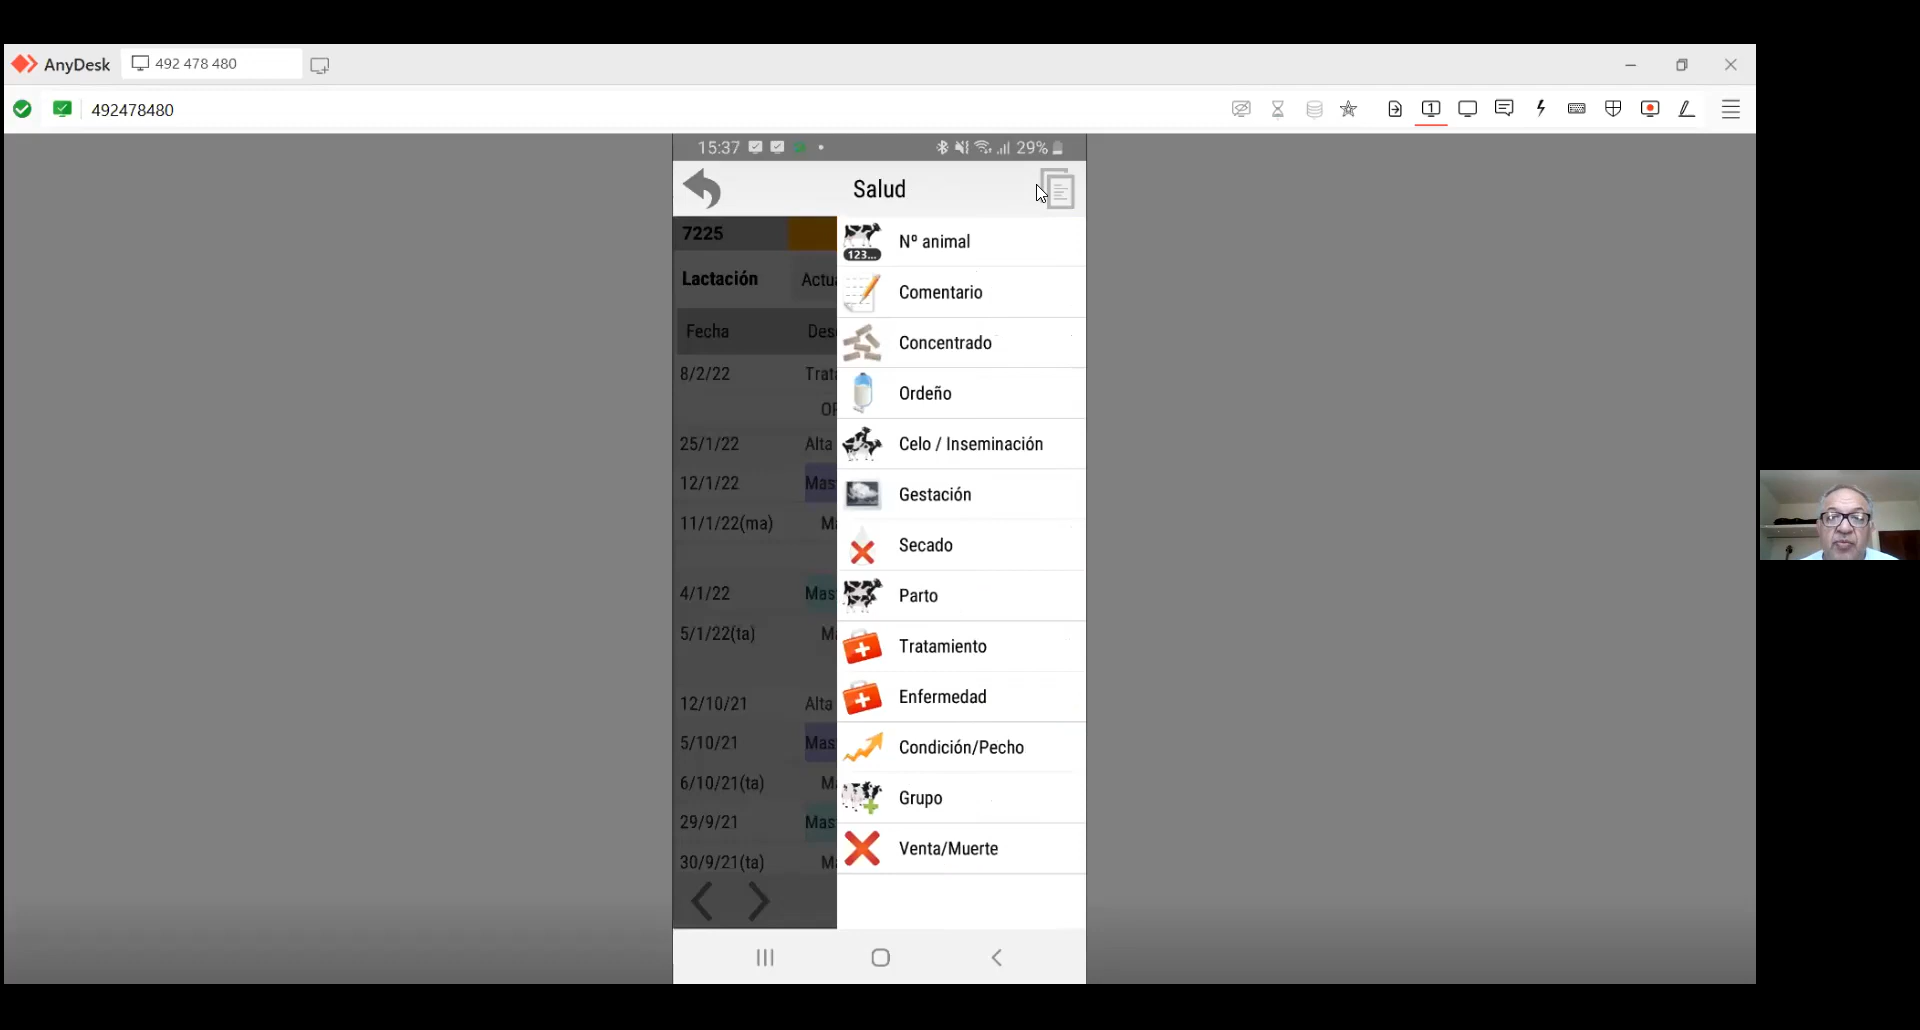 AnyDesk
492 478 480
492478480
15:37
29%
Salud
7225
Lactación
Fecha
8/2/22
25/1/22
Alta
12/1/22
11/1/22(ma)
4/1/22
5/1/22(ta)
12/10/21
Alta
5/10/21
6/10/21(ta)
29/9/21
30/9/21(ta)
123...
Nº animal
Comentario
Concentrado
Ordeño
Celo / Inseminación
Gestación
Secado
Parto
Tratamiento
Enfermedad
Condición/Pecho
Grupo
Venta/Muerte